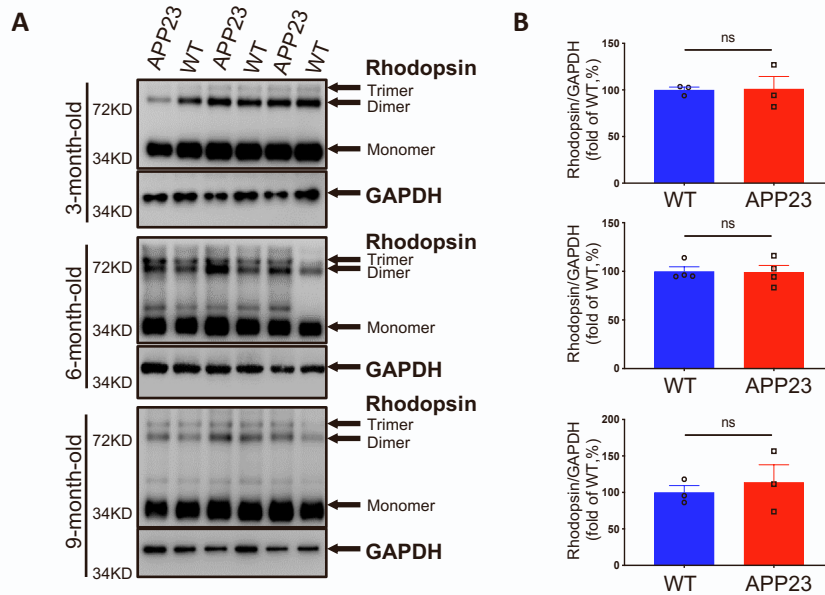 A
APP23
WT
APP23
WT
APP23
WT
3-month-old
72KD
34KD
34KD
Rhodopsin
Trimer
Dimer
Monomer
GAPDH
6-month-old
72KD
34KD
34KD
Rhodopsin
Trimer
Dimer
Monomer
GAPDH
9-month-old
72KD
34KD
34KD
Rhodopsin
Trimer
Dimer
Monomer
GAPDH
B
Rhodopsin/GAPDH
(fold of WT,%)
150
100
50
0
ns
WT
APP23
Rhodopsin/GAPDH
(fold of WT,%)
150
100
50
0
ns
WT
APP23
Rhodopsin/GAPDH
(fold of WT,%)
200
150
100
50
0
ns
WT
APP23